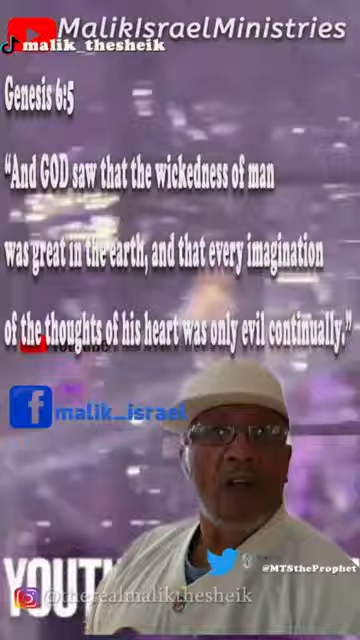 MalikIsraelMinistries
malik_thesheik
Genesis 6:5
“And GOD saw that the wickedness of man
was great in the earth, and that every imagination
of the thoughts of his heart was only evil continually.”
malik_israel
@MTStheProphet
YOUT
@therealmalikthesheik